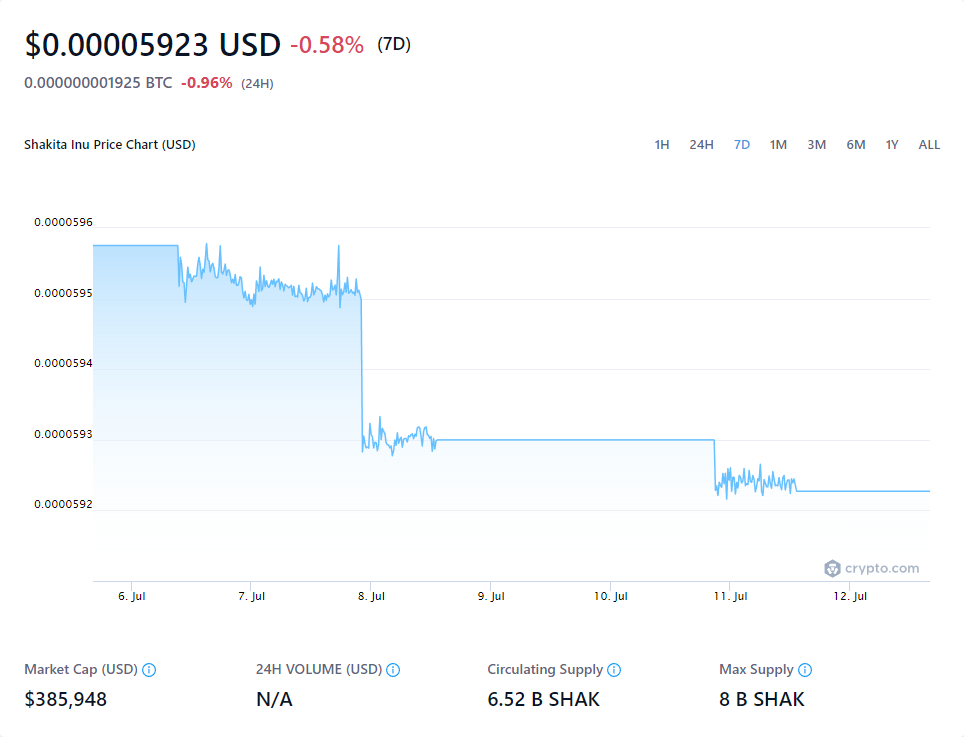 $0.00005923 USD -0.58% (7D)
0.000000001925 BTC -0.96% (24H)
Shakita Inu Price Chart (USD) 1H 24H 7D 1M 3M 6M 1Y ALL
0.0000596
0.0000595
0.0000594
0.0000593
0.0000592
crypto.com
6. Jul 7. Jul 8. Jul 9. Jul 10. Jul 11. Jul 12. Jul
Market Cap (USD) 24H VOLUME (USD) Circulating Supply Max Supply
$385,948 N/A 6.52 B SHAK 8 B SHAK